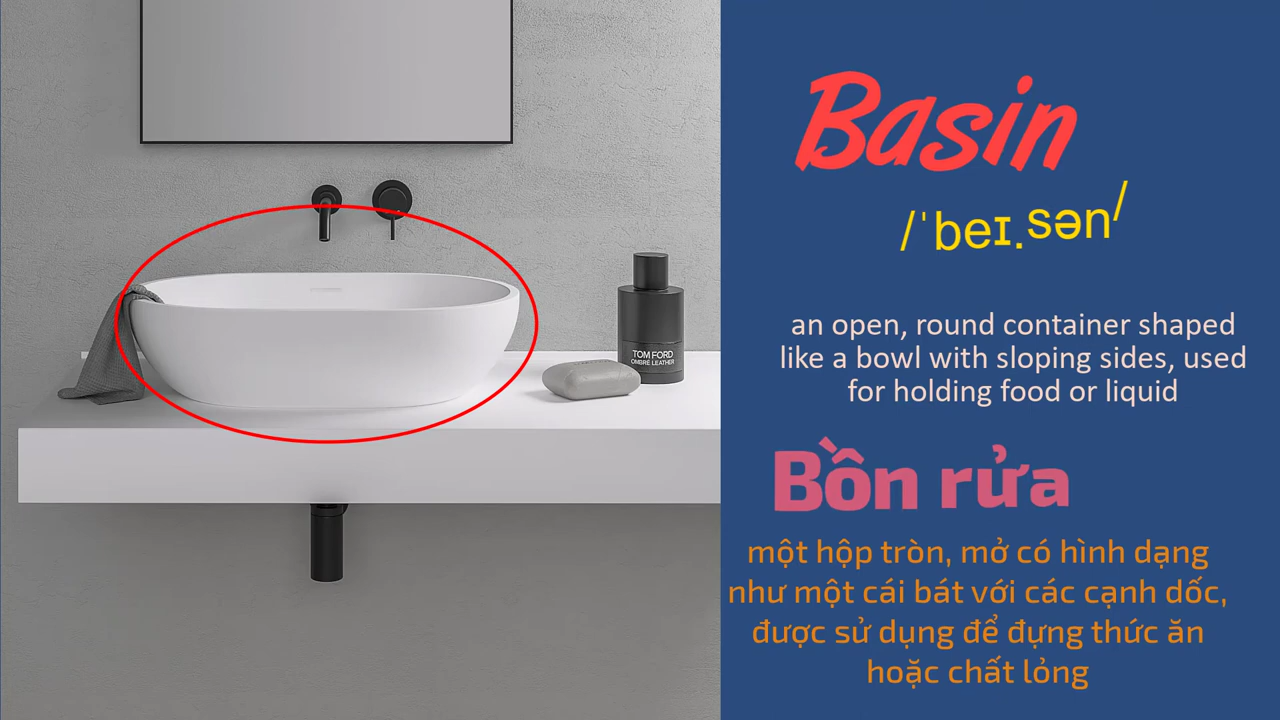 TOM FORD
OMBRÉ LEATHER
Basin
/ˈbeɪ.sən/
an open, round container shaped
like a bowl with sloping sides, used
for holding food or liquid
Bồn rửa
một hộp tròn, mở có hình dạng
như một cái bát với các cạnh dốc,
được sử dụng để đựng thức ăn
hoặc chất lỏng